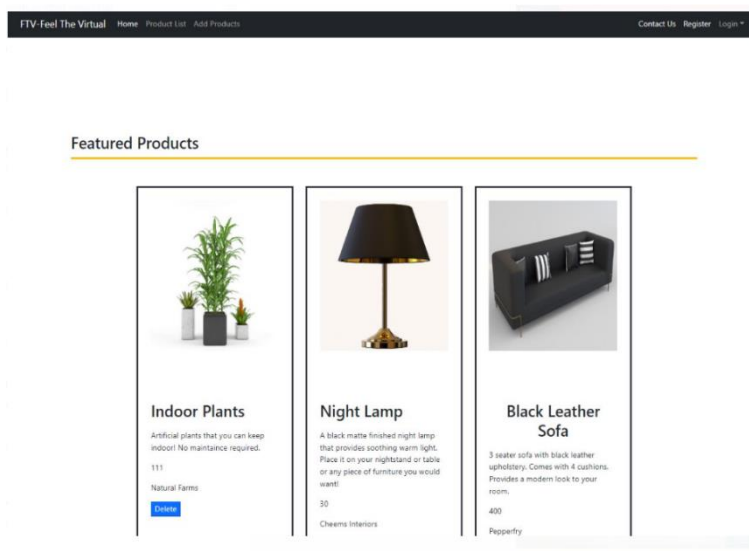 FTV-Feel The Virtual Home Product List Add Products Contact Us Register Login
Featured Products
Indoor Plants
Artificial plants that you can keep
indoor! No maintaince required.
111
Natural Farms
Delete
Night Lamp
A black matte finished night lamp
that provides soothing warm light.
Place it on your nightstand or table
or any piece of furniture you would
want!
30
Cheems Interiors
Black Leather
Sofa
3 seater sofa with black leather
upholstery. Comes with 4 cushions.
Provides a modern look to your
room.
400
Pepperfry